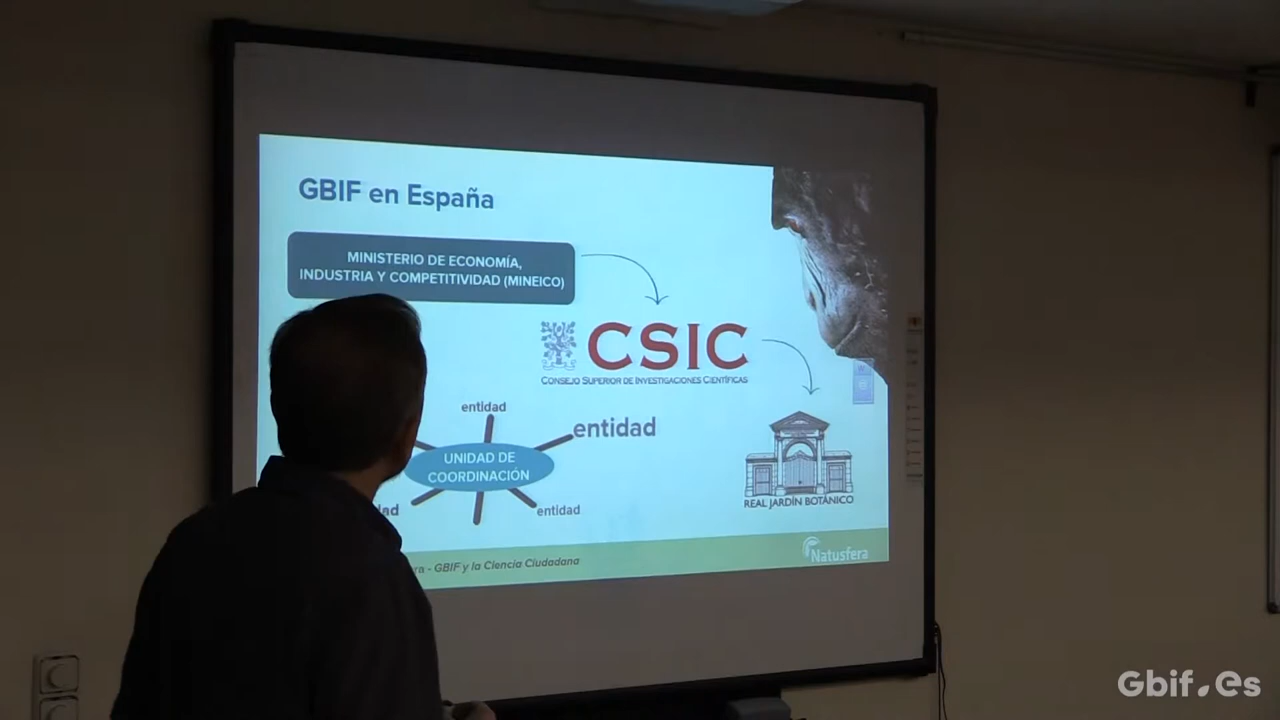 GBIF en España
MINISTERIO DE ECONOMÍA,
INDUSTRIA Y COMPETITIVIDAD (MINEICO)
CSIC
CONSEJO SUPERIOR DE INVESTIGACIONES CIENTÍFICAS
entidad
entidad
UNIDAD DE
COORDINACIÓN
entidad
REAL JARDÍN BOTÁNICO
- GBIF y la Ciencia Ciudadana
Natusfera
Gbif.es